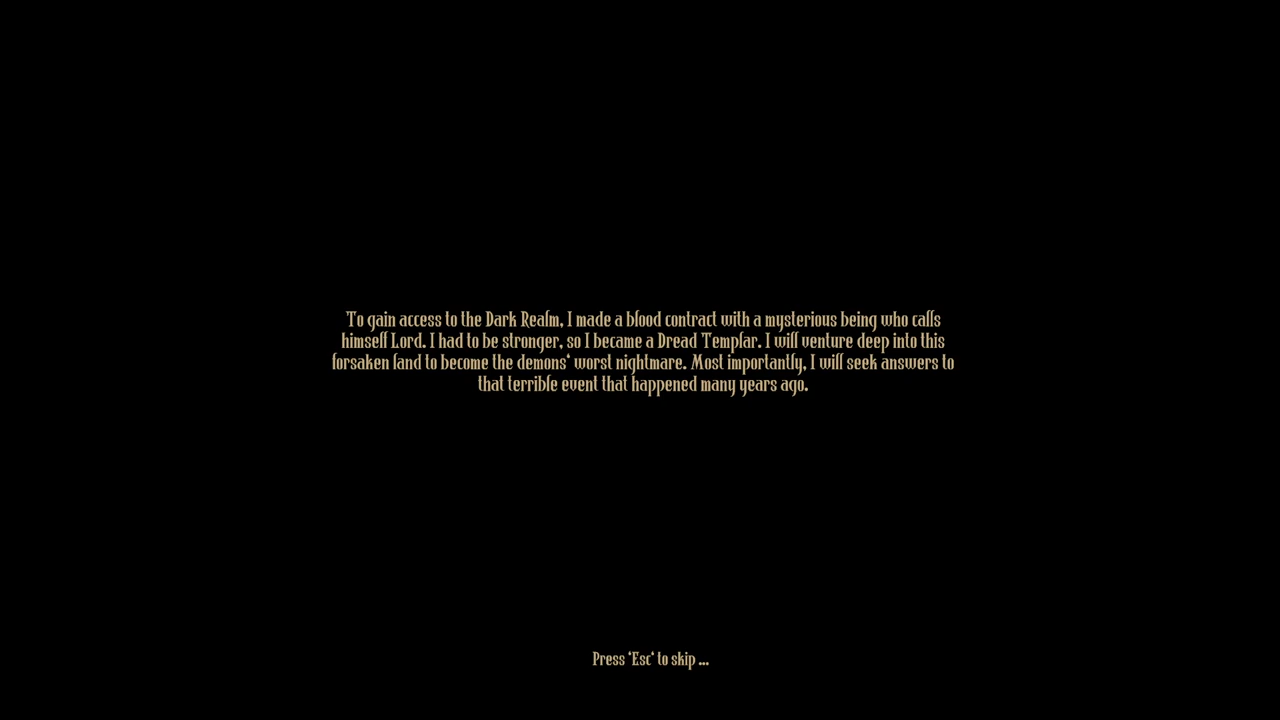 To gain access to the Dark Realm, I made a blood contract with a mysterious being who calls
himself Lord. I had to be stronger, so I became a Dread Templar. I will venture deep into this
forsaken land to become the demons‘ worst nightmare. Most importantly, I will seek answers to
that terrible event that happened many years ago.
Press ‘Esc‘ to skip ...